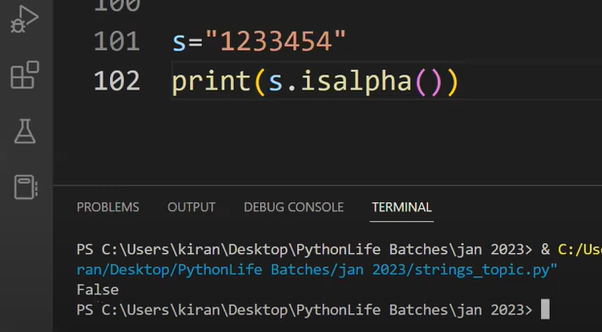 100
101 s="1233454"
102 print(s.isalpha())
PROBLEMS OUTPUT DEBUG CONSOLE TERMINAL
PS C:\Users\kiran\Desktop\PythonLife Batches\jan 2023> & C:/Use
ran/Desktop/PythonLife Batches/jan 2023/strings_topic.py"
False
PS C:\Users\kiran\Desktop\PythonLife Batches\jan 2023>